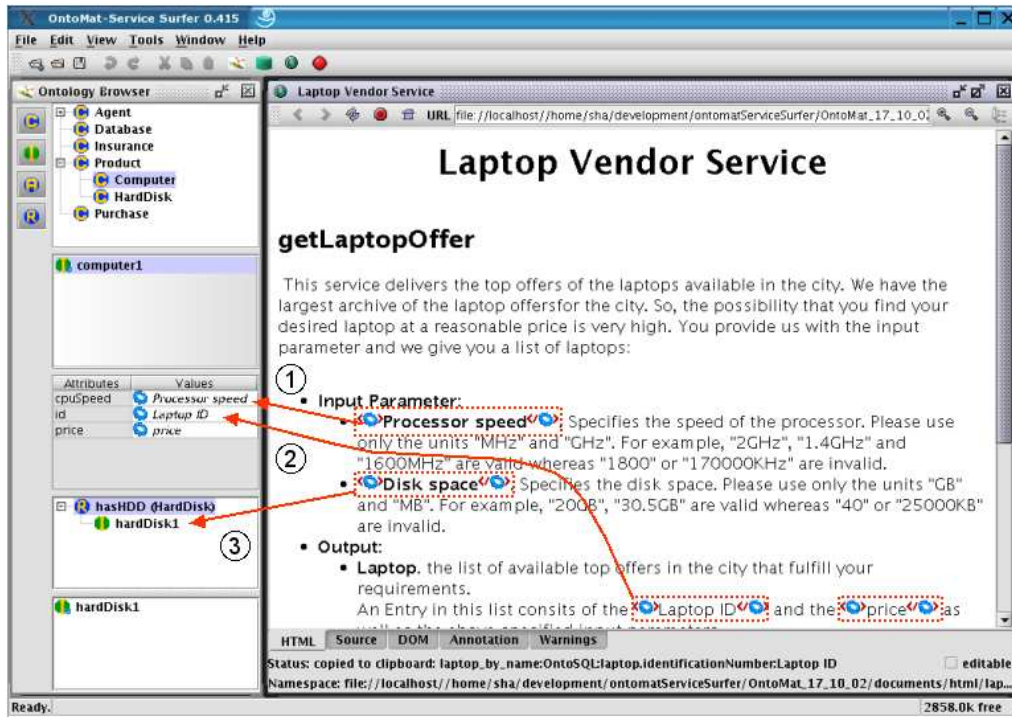 OntoMat-Service Surfer 0.415
File Edit View Tools Window Help
Ontology Browser
Agent
Database
Insurance
Product
Computer
HardDisk
Purchase
computer1
Attributes Values
cpuSpeed Processor speed
id Laptup ID
price price
hasHDD (HardDisk)
hardDisk1
hardDisk1
Laptop Vendor Service
URL file://localhost//home/sha/development/ontomatServiceSurfer/OntoMat_17_10_0
Laptop Vendor Service
getLaptopOffer
This service delivers the top offers of the laptops available in the city. We have the
largest archive of the laptop offersfor the city. So, the possibility that you find your
desired laptop at a reasonable price is very high. You provide us with the input
parameter and we give you a list of laptops:
1
2
3
Input Parameter:
Processor speed Specifies the speed of the processor. Please use
only the units "MHz" and "GHz". For example, "2GHz", "1.4GHz" and
"1600MHz" are valid whereas "1800" or "170000KHz" are invalid.
Disk space Specifies the disk space. Please use only the units "GB"
and "MB". For example, "20GB", "30.5GB" are valid whereas "40" or "25000KB"
are invalid.
Output:
Laptop. the list of available top offers in the city that fulfill your
requirements.
An Entry in this list consits of the Laptop ID and the price as
HTML Source DOM Annotation Warnings
Status: copied to clipboard: laptop_by_name:OntoSQL:laptop.identificationNumber:Laptop ID editable
Namespace: file://localhost//home/sha/development/ontomatServiceSurfer/OntoMat_17_10_02/documents/html/lap...
Ready. 2858.0k free